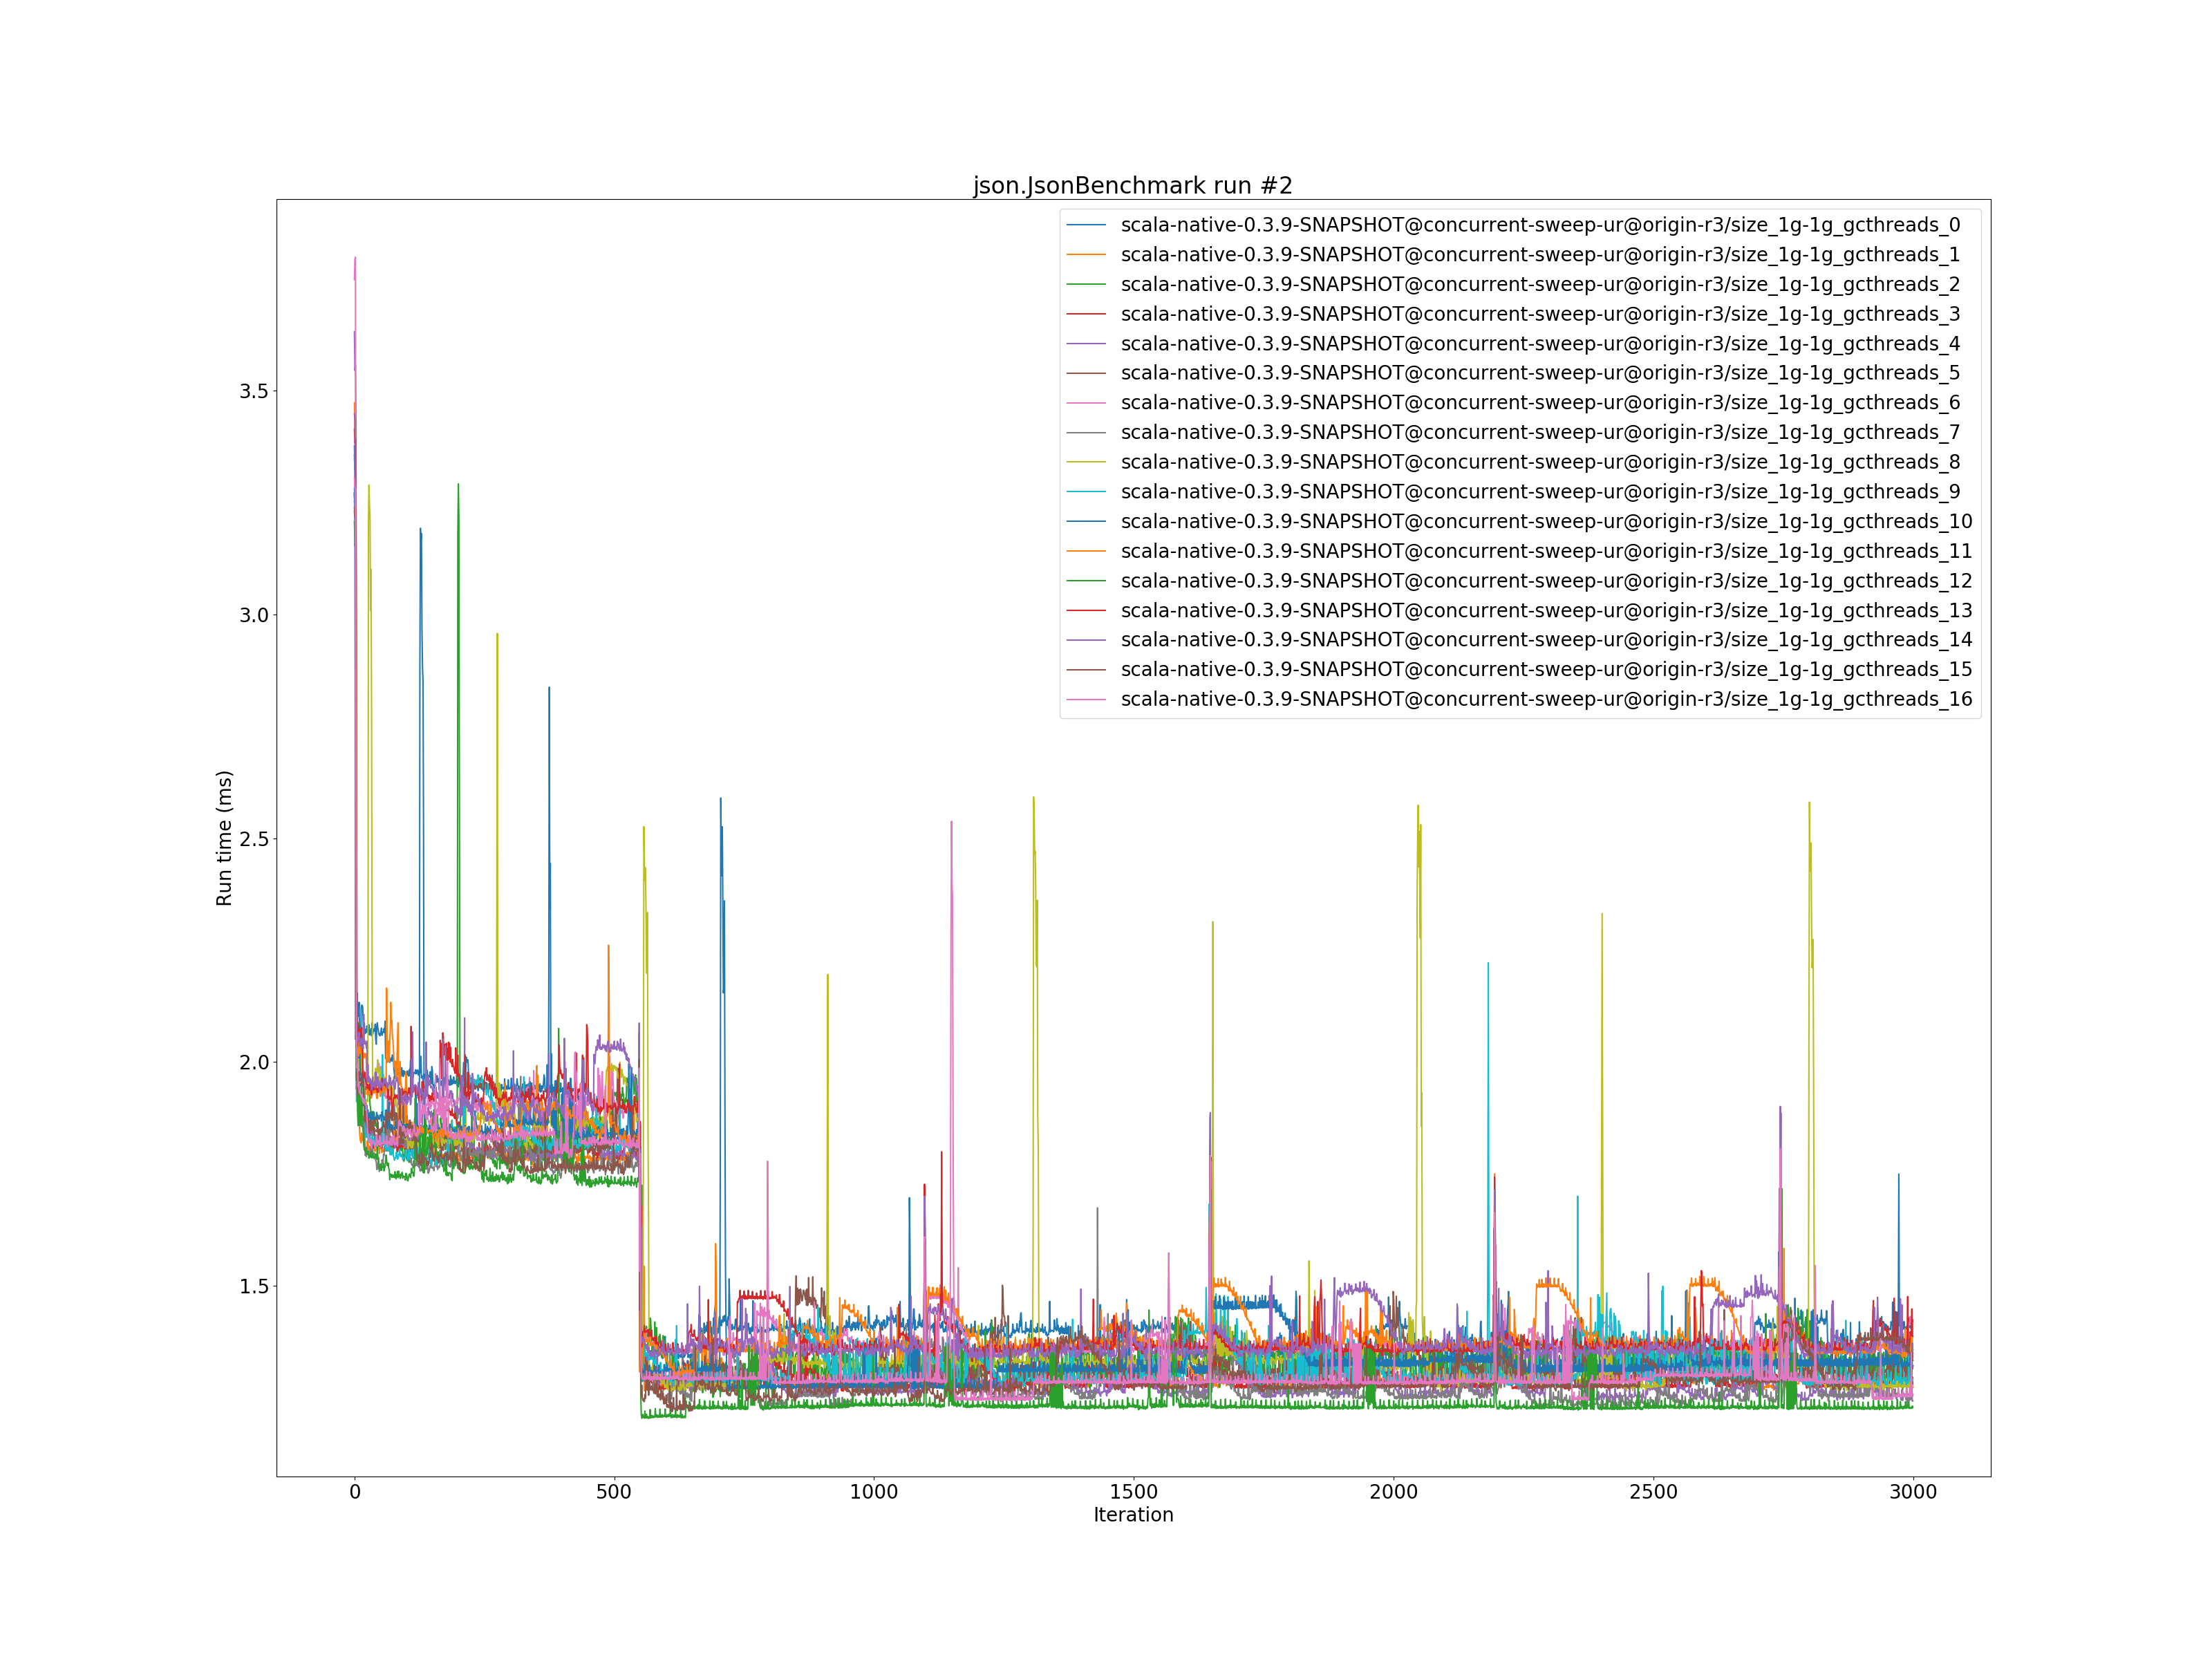 json.JsonBenchmark run #2
scala-native-0.3.9-SNAPSHOT@concurrent-sweep-ur@origin-r3/size_1g-1g_gcthreads_0
scala-native-0.3.9-SNAPSHOT@concurrent-sweep-ur@origin-r3/size_1g-1g_gcthreads_1
scala-native-0.3.9-SNAPSHOT@concurrent-sweep-ur@origin-r3/size_1g-1g_gcthreads_2
scala-native-0.3.9-SNAPSHOT@concurrent-sweep-ur@origin-r3/size_1g-1g_gcthreads_3
scala-native-0.3.9-SNAPSHOT@concurrent-sweep-ur@origin-r3/size_1g-1g_gcthreads_4
scala-native-0.3.9-SNAPSHOT@concurrent-sweep-ur@origin-r3/size_1g-1g_gcthreads_5
scala-native-0.3.9-SNAPSHOT@concurrent-sweep-ur@origin-r3/size_1g-1g_gcthreads_6
scala-native-0.3.9-SNAPSHOT@concurrent-sweep-ur@origin-r3/size_1g-1g_gcthreads_7
scala-native-0.3.9-SNAPSHOT@concurrent-sweep-ur@origin-r3/size_1g-1g_gcthreads_8
scala-native-0.3.9-SNAPSHOT@concurrent-sweep-ur@origin-r3/size_1g-1g_gcthreads_9
scala-native-0.3.9-SNAPSHOT@concurrent-sweep-ur@origin-r3/size_1g-1g_gcthreads_10
scala-native-0.3.9-SNAPSHOT@concurrent-sweep-ur@origin-r3/size_1g-1g_gcthreads_11
scala-native-0.3.9-SNAPSHOT@concurrent-sweep-ur@origin-r3/size_1g-1g_gcthreads_12
scala-native-0.3.9-SNAPSHOT@concurrent-sweep-ur@origin-r3/size_1g-1g_gcthreads_13
scala-native-0.3.9-SNAPSHOT@concurrent-sweep-ur@origin-r3/size_1g-1g_gcthreads_14
scala-native-0.3.9-SNAPSHOT@concurrent-sweep-ur@origin-r3/size_1g-1g_gcthreads_15
scala-native-0.3.9-SNAPSHOT@concurrent-sweep-ur@origin-r3/size_1g-1g_gcthreads_16
3.5
3.0
2.5
2.0
1.5
Run time (ms)
0 500 1000 1500 2000 2500 3000
Iteration